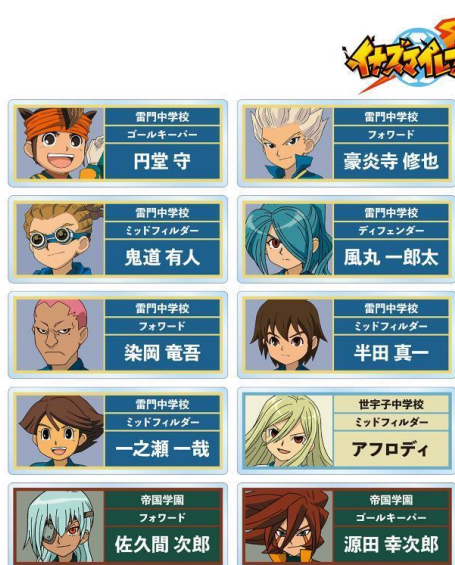 イナズマイレブ
雷門中学校
ゴールキーパー
円堂 守
雷門中学校
フォワード
豪炎寺 修也
雷門中学校
ミッドフィルダー
鬼道 有人
雷門中学校
ディフェンダー
風丸 一郎太
雷門中学校
フォワード
染岡 竜吾
雷門中学校
ミッドフィルダー
半田 真一
雷門中学校
ミッドフィルダー
一之瀬 一哉
世宇子中学校
ミッドフィルダー
アフロディ
帝国学園
フォワード
佐久間 次郎
帝国学園
ゴールキーパー
源田 幸次郎